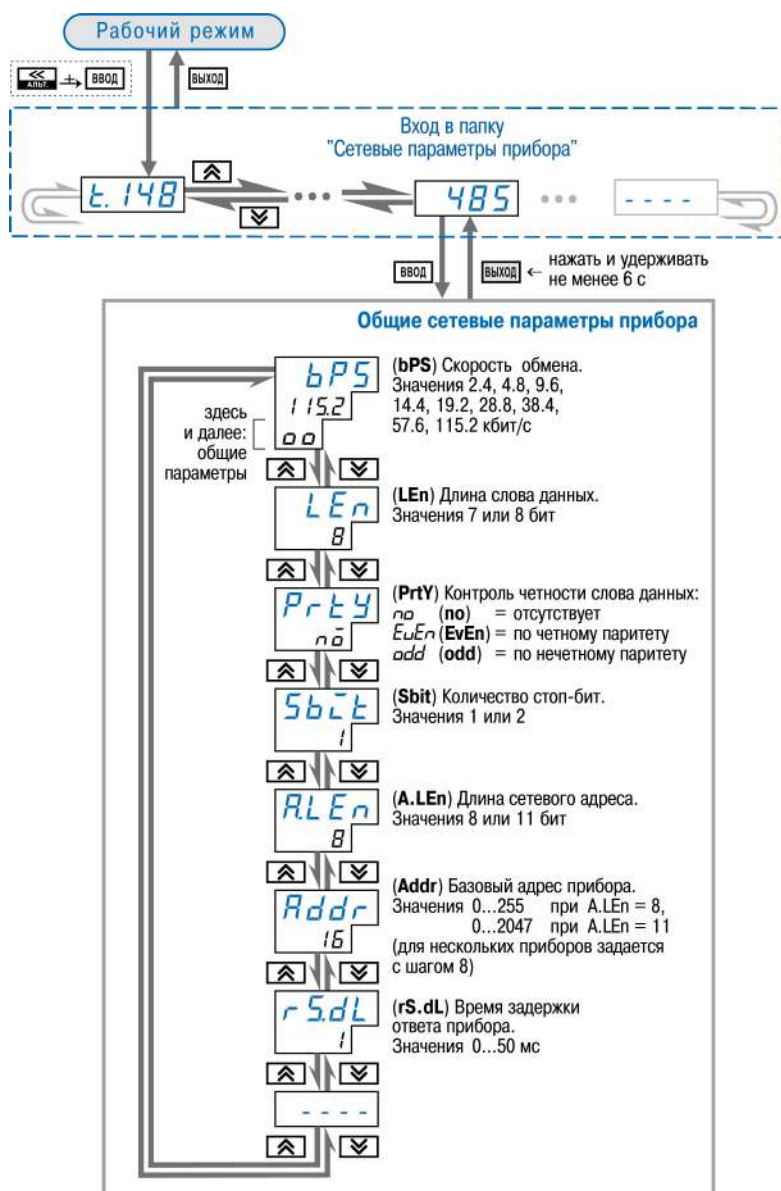 Рабочий режим
<<
АЛЬТ.
ВВОД
ВЫХОД
Вход в папку
"Сетевые параметры прибора"
t. 148
•••
485
•••
- - - -
ВВОД
ВЫХОД
← нажать и удерживать
не менее 6 с
Общие сетевые параметры прибора
bPS
115.2
oo
здесь
и далее:
общие
параметры
(bPS) Скорость обмена.
Значения 2.4, 4.8, 9.6,
14.4, 19.2, 28.8, 38.4,
57.6, 115.2 кбит/с
LEn
8
(LEn) Длина слова данных.
Значения 7 или 8 бит
PrtY
no
(PrtY) Контроль четности слова данных:
no (no) = отсутствует
EvEn (EvEn) = по четному паритету
odd (odd) = по нечетному паритету
Sbit
1
(Sbit) Количество стоп-бит.
Значения 1 или 2
A.LEn
8
(A.LEn) Длина сетевого адреса.
Значения 8 или 11 бит
Addr
16
(Addr) Базовый адрес прибора.
Значения 0...255 при A.LEn = 8,
0...2047 при A.LEn = 11
(для нескольких приборов задается
с шагом 8)
rS.dL
1
(rS.dL) Время задержки
ответа прибора.
Значения 0...50 мс
- - - -